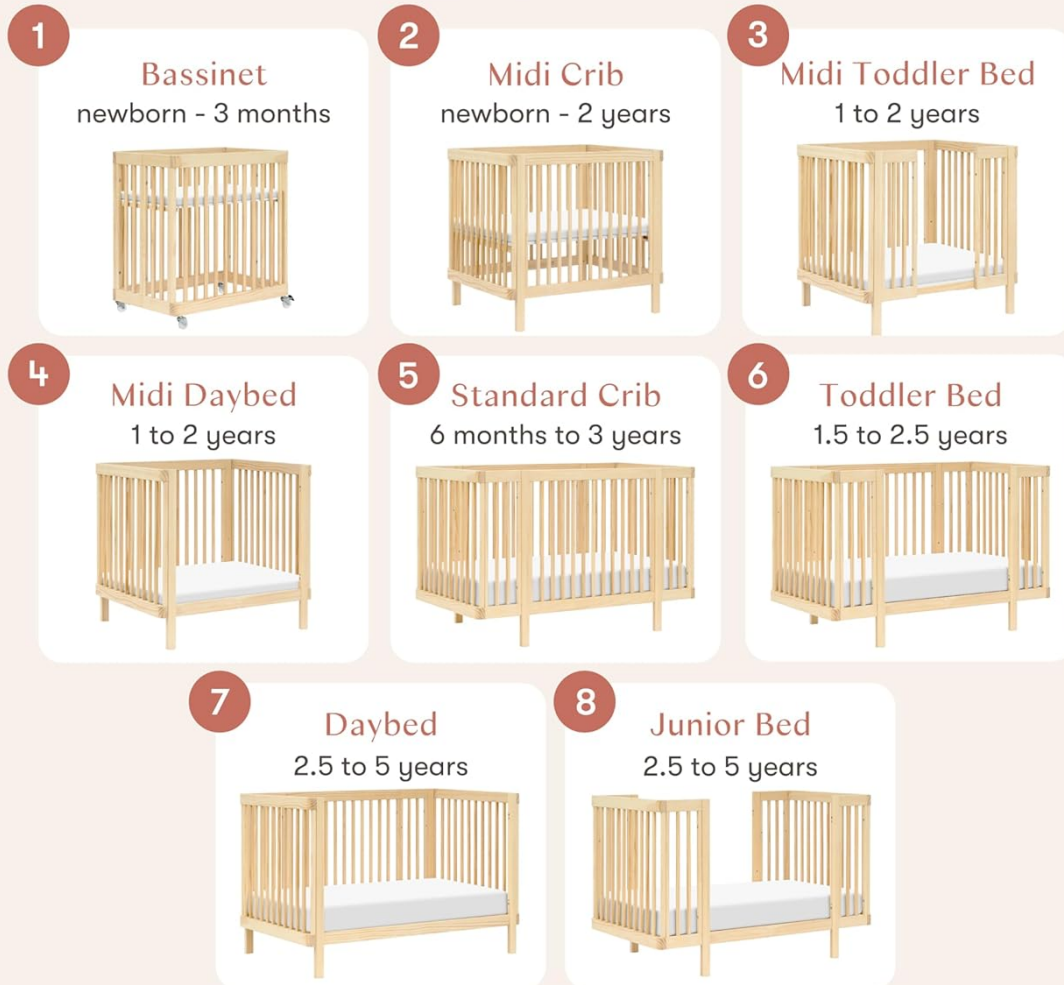 1
Bassinet
newborn - 3 months
2
Midi Crib
newborn - 2 years
3
Midi Toddler Bed
1 to 2 years
4
Midi Daybed
1 to 2 years
5
Standard Crib
6 months to 3 years
6
Toddler Bed
1.5 to 2.5 years
7
Daybed
2.5 to 5 years
8
Junior Bed
2.5 to 5 years